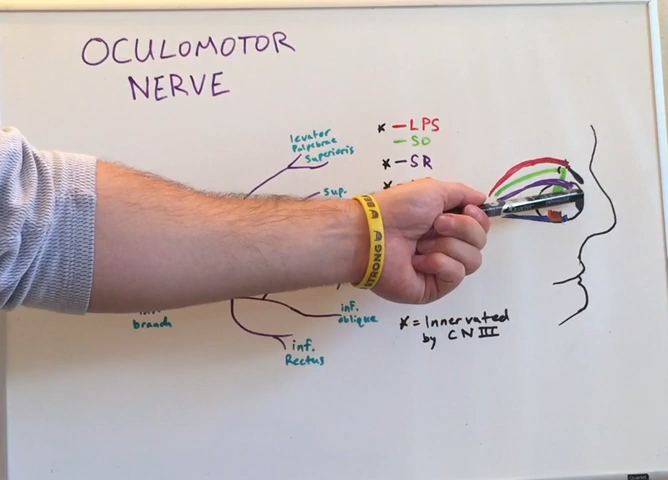 OCULOMOTOR
NERVE
levator
Palpebrae
Superioris
sup.
* - LPS
- SO
* - SR
*
STRONG
branch
inf.
oblique
inf.
Rectus
* = Innervated
by CN III